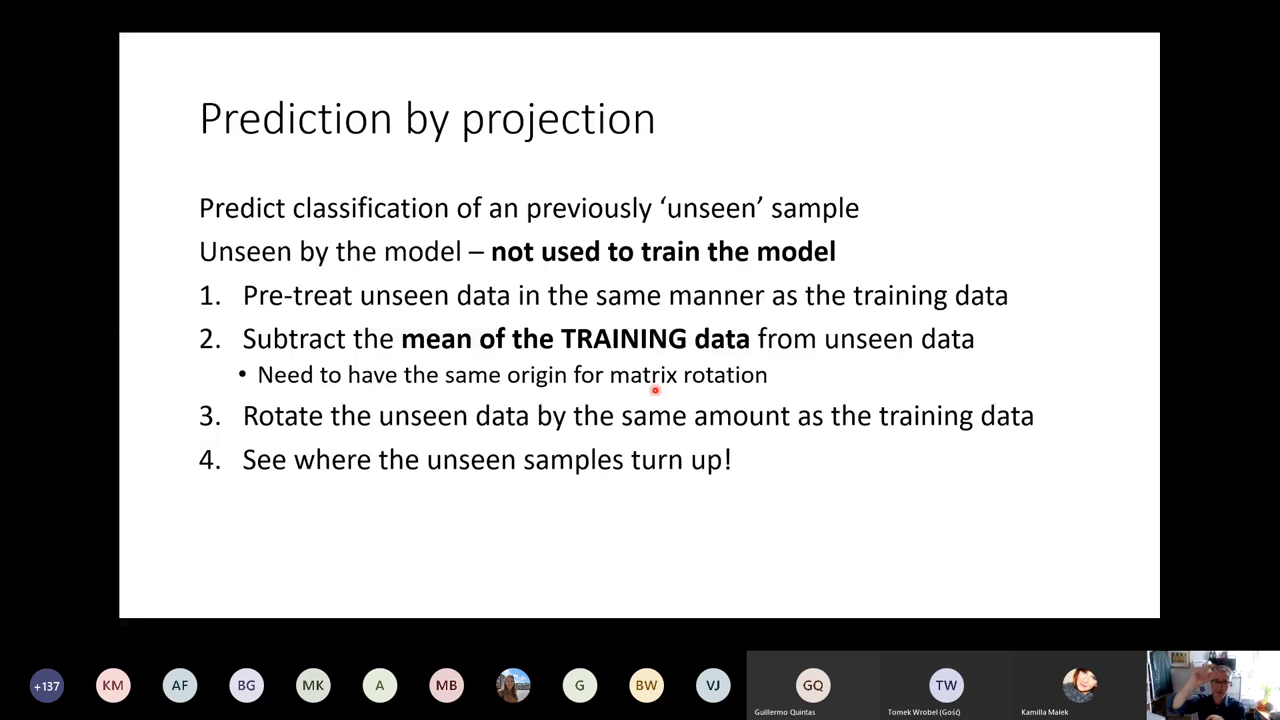 Prediction by projection
Predict classification of an previously ‘unseen’ sample
Unseen by the model – not used to train the model
1. Pre-treat unseen data in the same manner as the training data
2. Subtract the mean of the TRAINING data from unseen data
• Need to have the same origin for matrix rotation
3. Rotate the unseen data by the same amount as the training data
4. See where the unseen samples turn up!
+137 KM AF BG MK A MB G BW VJ GQ TW
Guillermo Quintas Tomek Wrobel (Gość) Kamilla Małek